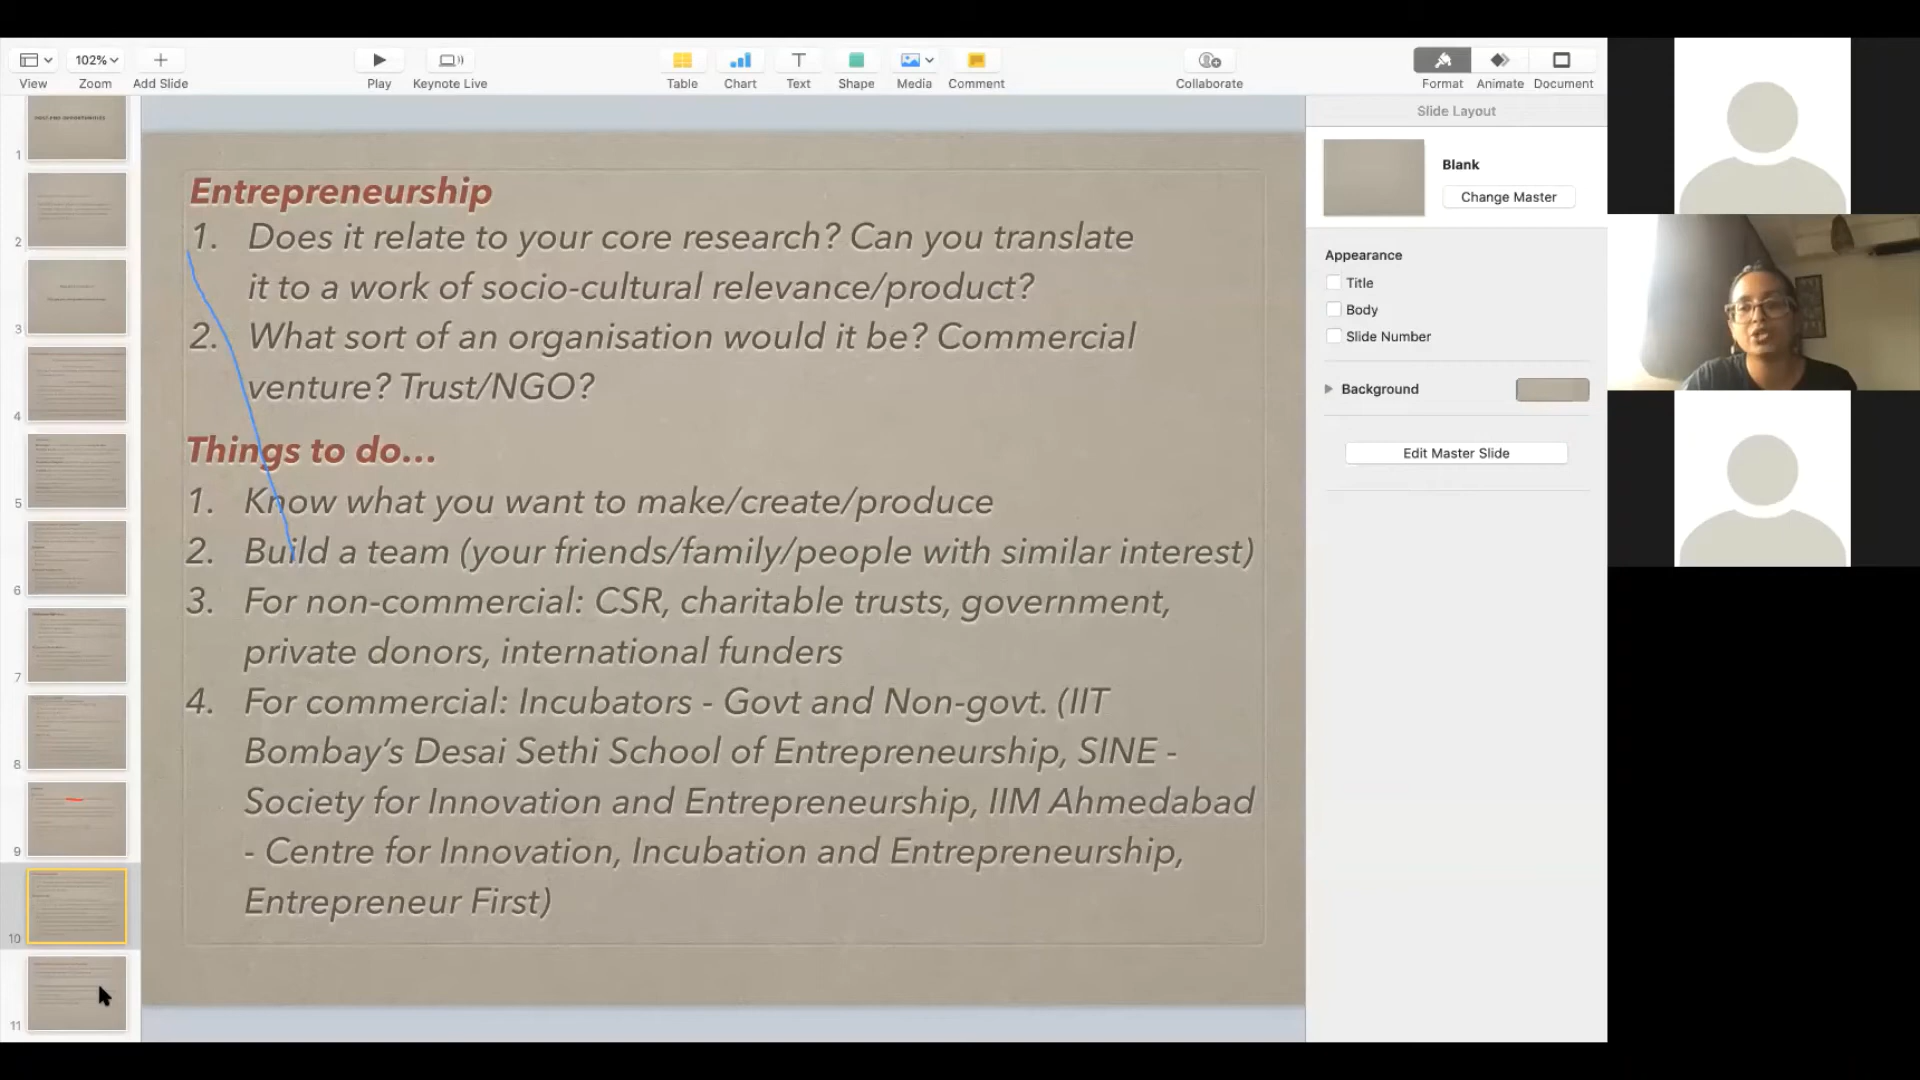 View
102%
Zoom
Add Slide
Play
Keynote Live
Table
Chart
Text
Shape
Media
Comment
Collaborate
Format
Animate
Document
Slide Layout
Blank
Change Master
Appearance
Title
Body
Slide Number
Background
Edit Master Slide
1
2
3
4
5
6
7
8
9
10
11
Entrepreneurship
1. Does it relate to your core research? Can you translate
it to a work of socio-cultural relevance/product?
2. What sort of an organisation would it be? Commercial
venture? Trust/NGO?
Things to do...
1. Know what you want to make/create/produce
2. Build a team (your friends/family/people with similar interest)
3. For non-commercial: CSR, charitable trusts, government,
private donors, international funders
4. For commercial: Incubators - Govt and Non-govt. (IIT
Bombay's Desai Sethi School of Entrepreneurship, SINE -
Society for Innovation and Entrepreneurship, IIM Ahmedabad
- Centre for Innovation, Incubation and Entrepreneurship,
Entrepreneur First)